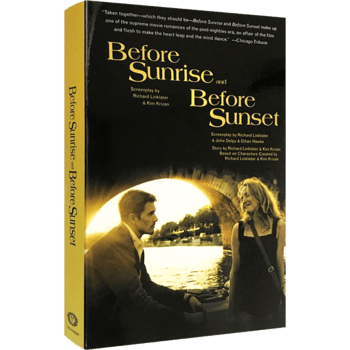 "Taken together—which they should be—Before Sunrise and Before Sunset make up
one of the supreme movie romances of the post-eighties era, an affair of the film
and flesh to make the heart leap and the mind dance." —Chicago Tribune
Before
Sunrise and
Before
Sunset
Screenplay by
Richard Linklater
& Kim Krizan
Screenplay by Richard Linklater
& Julie Delpy & Ethan Hawke
Story by Richard Linklater & Kim Krizan
Based on Characters Created by
Richard Linklater & Kim Krizan
Before Sunrise and Before Sunset